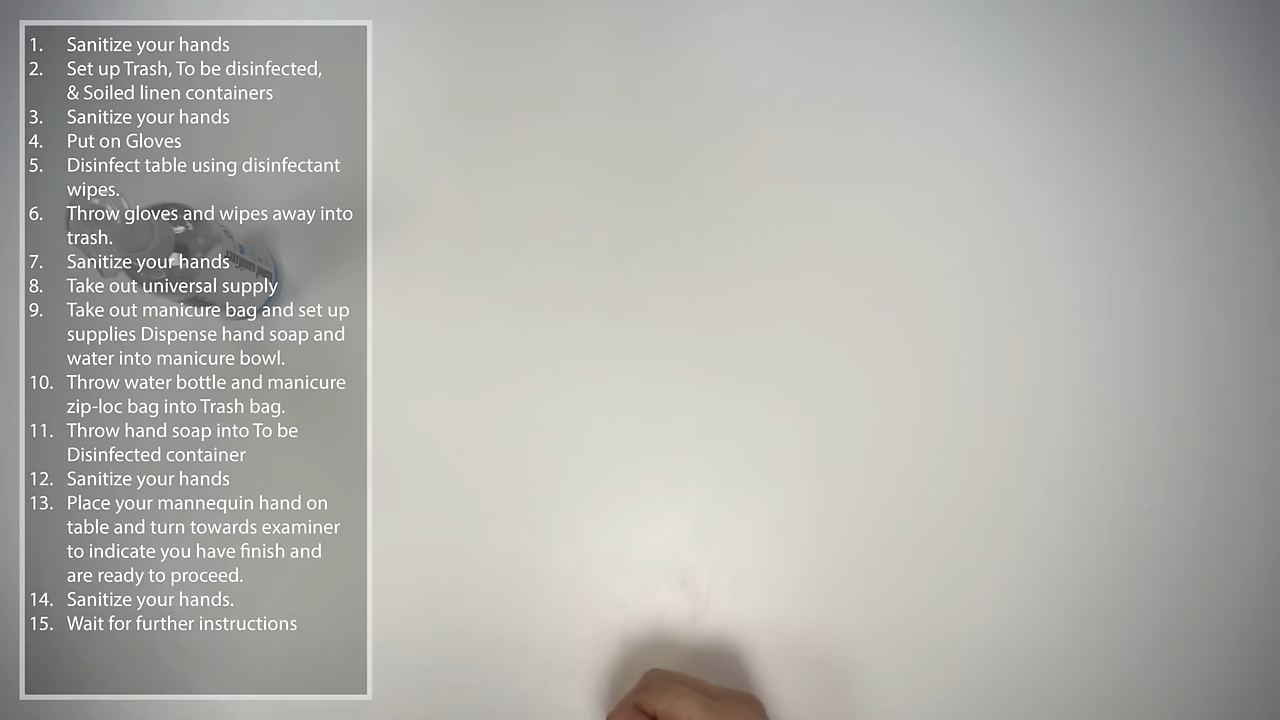 1. Sanitize your hands
2. Set up Trash, To be disinfected,
& Soiled linen containers
3. Sanitize your hands
4. Put on Gloves
5. Disinfect table using disinfectant
wipes.
6. Throw gloves and wipes away into
trash.
7. Sanitize your hands
8. Take out universal supply
9. Take out manicure bag and set up
supplies Dispense hand soap and
water into manicure bowl.
10. Throw water bottle and manicure
zip-loc bag into Trash bag.
11. Throw hand soap into To be
Disinfected container
12. Sanitize your hands
13. Place your mannequin hand on
table and turn towards examiner
to indicate you have finish and
are ready to proceed.
14. Sanitize your hands.
15. Wait for further instructions